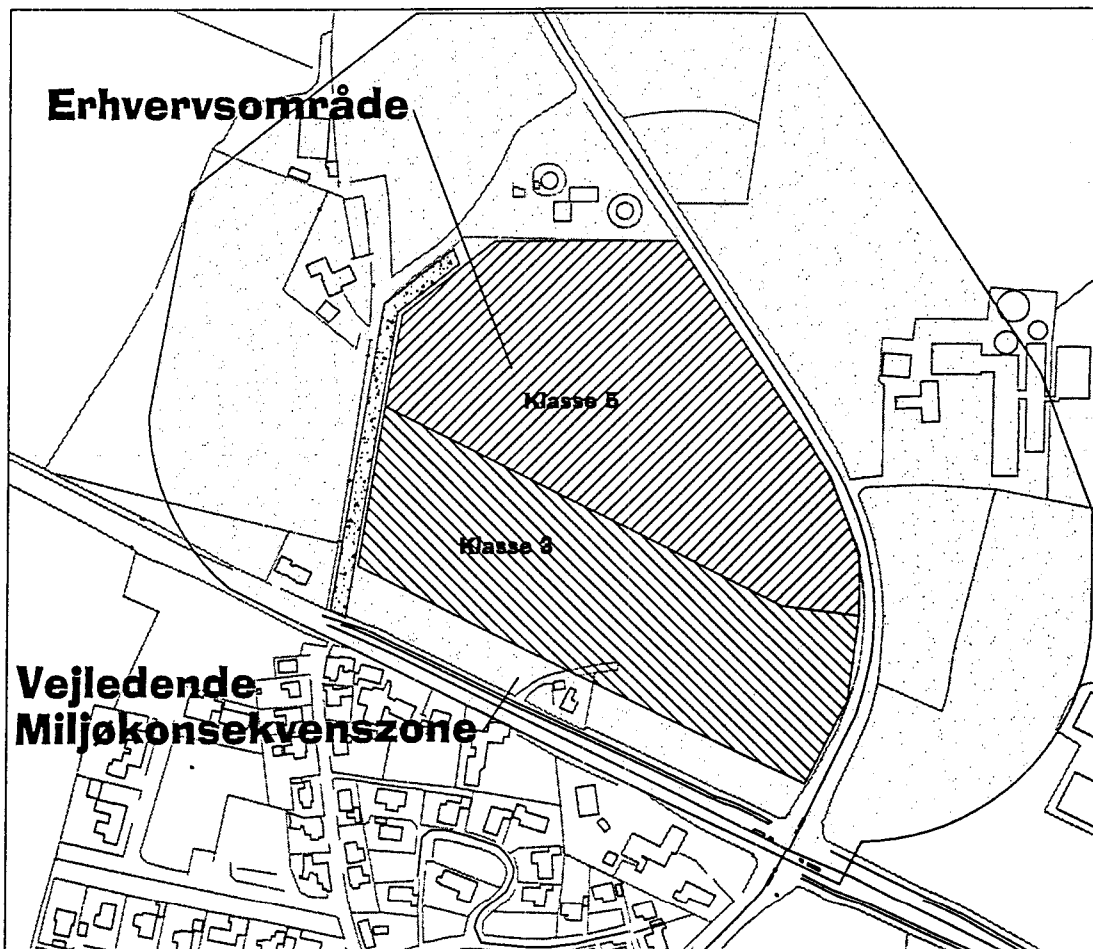 Erhvervsområde
Klasse 5
Klasse 3
Vejledende
Miljøkonsekvenszone